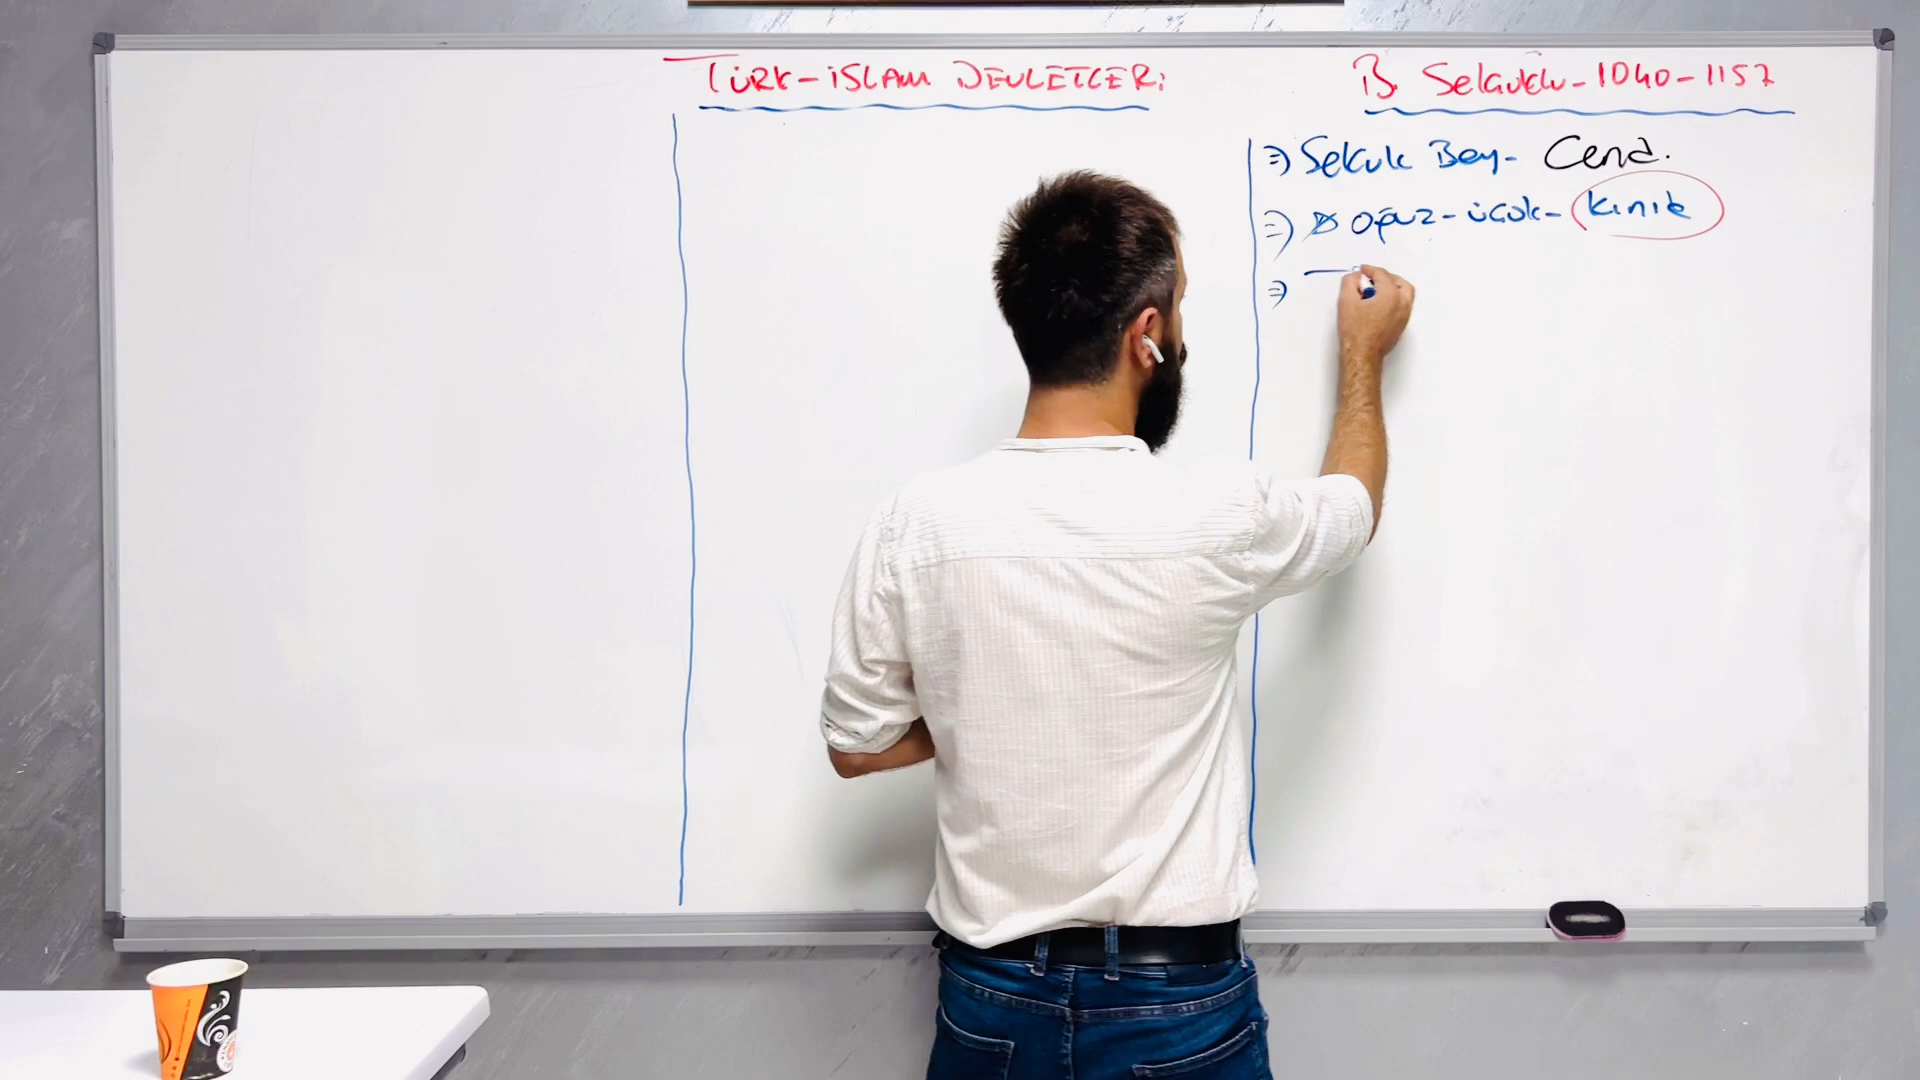 TÜRK-İSLAM DEVLETLERİ
B. Selçuklu-1040-1157
⇒ Selçuk Bey- Cend.
⇒ Oğuz-üçok- Kınık
⇒